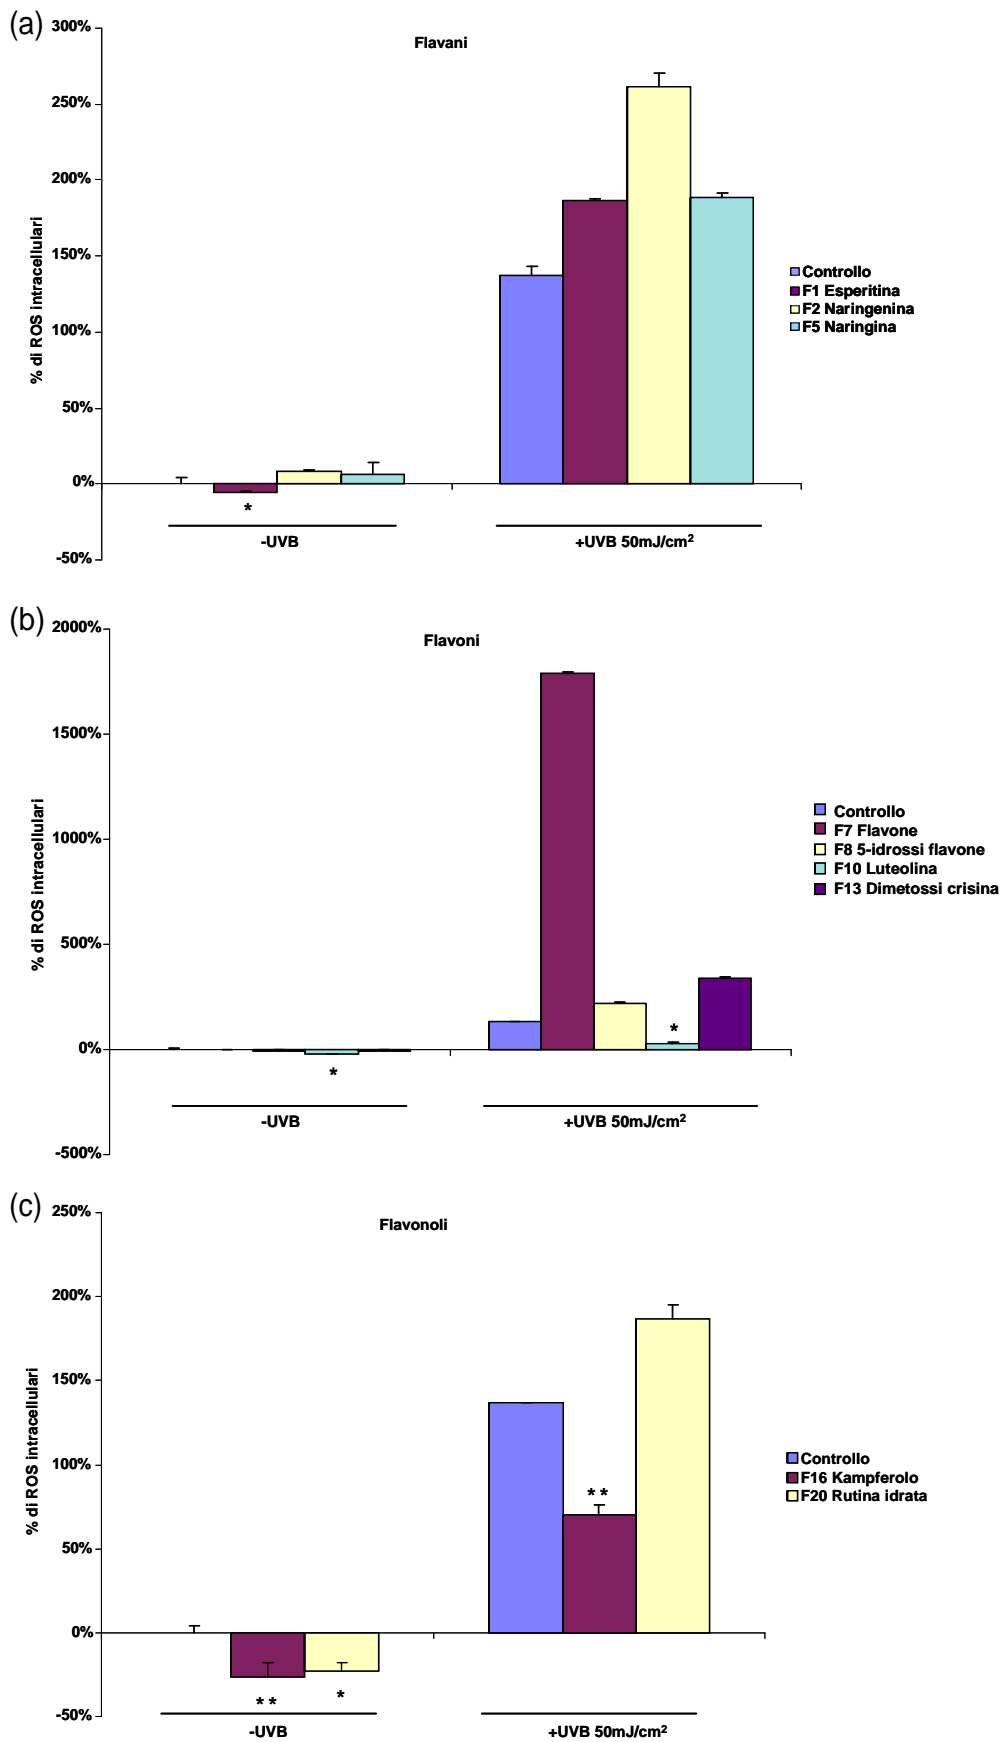 (a)
300%
Flavani
250%
200%
150%
100%
50%
0%
-50%
% di ROS intracellulari
*
-UVB
+UVB 50mJ/cm²
Controllo
F1 Esperitina
F2 Naringenina
F5 Naringina
(b)
2000%
Flavoni
1500%
1000%
500%
0%
-500%
% di ROS intracellulari
*
*
-UVB
+UVB 50mJ/cm²
Controllo
F7 Flavone
F8 5-idrossi flavone
F10 Luteolina
F13 Dimetossi crisina
(c)
250%
Flavonoli
200%
150%
100%
50%
0%
-50%
% di ROS intracellulari
**
*
**
-UVB
+UVB 50mJ/cm²
Controllo
F16 Kampferolo
F20 Rutina idrata